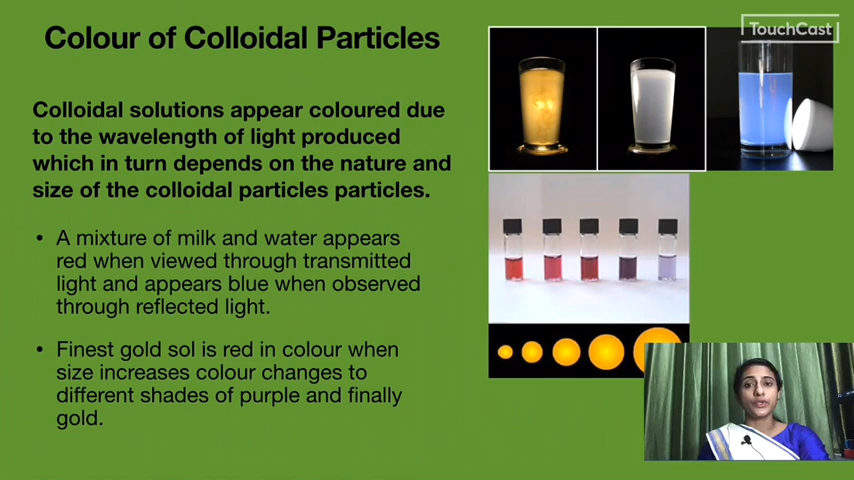 Colour of Colloidal Particles
TouchCast
Colloidal solutions appear coloured due
to the wavelength of light produced
which in turn depends on the nature and
size of the colloidal particles particles.
• A mixture of milk and water appears
red when viewed through transmitted
light and appears blue when observed
through reflected light.
• Finest gold sol is red in colour when
size increases colour changes to
different shades of purple and finally
gold.